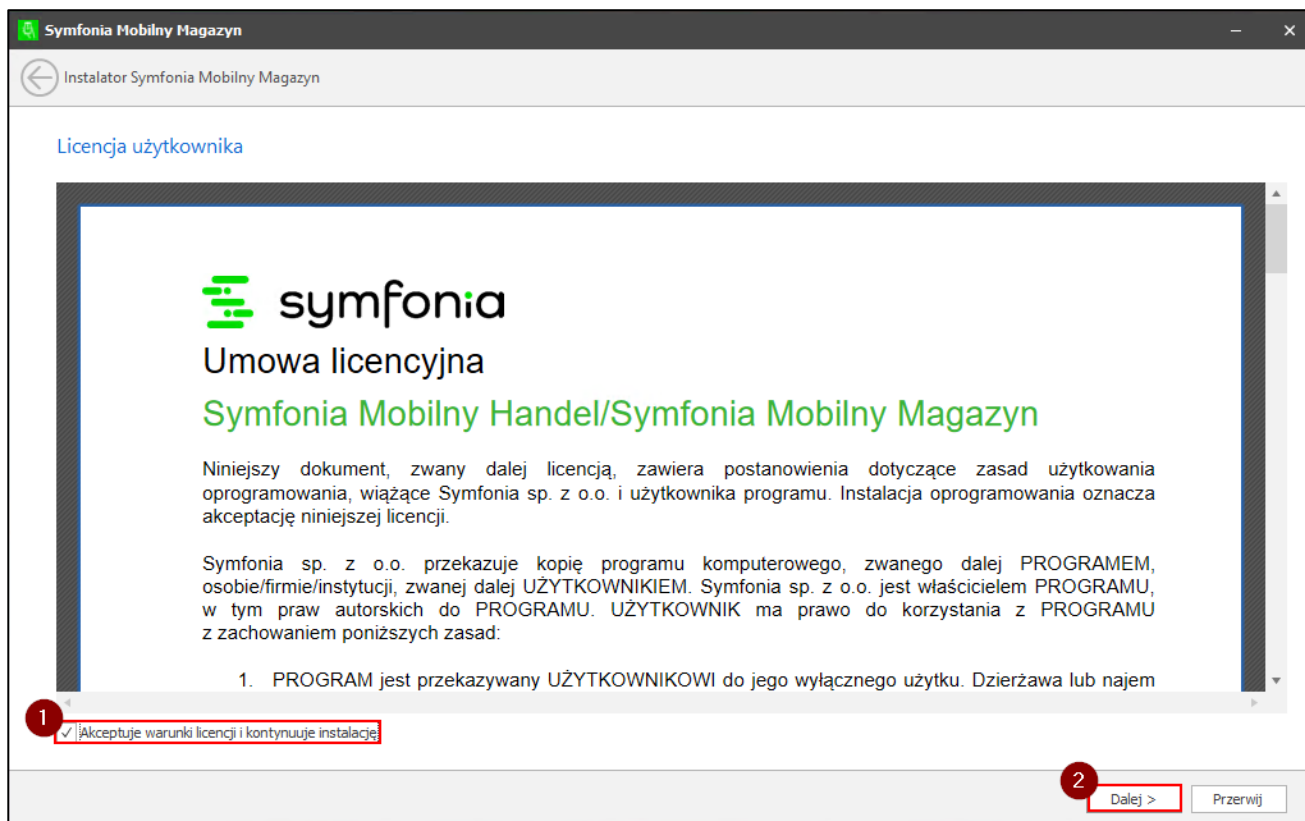 Symfonia Mobilny Magazyn
Instalator Symfonia Mobilny Magazyn
Licencja użytkownika
symfonia
Umowa licencyjna
Symfonia Mobilny Handel/Symfonia Mobilny Magazyn
Niniejszy dokument, zwany dalej licencją, zawiera postanowienia dotyczące zasad użytkowania
oprogramowania, wiążące Symfonia sp. z o.o. i użytkownika programu. Instalacja oprogramowania oznacza
akceptację niniejszej licencji.
Symfonia sp. z o.o. przekazuje kopię programu komputerowego, zwanego dalej PROGRAMEM,
osobie/firmie/instytucji, zwanej dalej UŻYTKOWNIKIEM. Symfonia sp. z o.o. jest właścicielem PROGRAMU,
w tym praw autorskich do PROGRAMU. UŻYTKOWNIK ma prawo do korzystania z PROGRAMU
z zachowaniem poniższych zasad:
1. PROGRAM jest przekazywany UŻYTKOWNIKOWI do jego wyłącznego użytku. Dzierżawa lub najem
1
Akceptuje warunki licencji i kontynuuje instalację
2
Dalej >
Przerwij